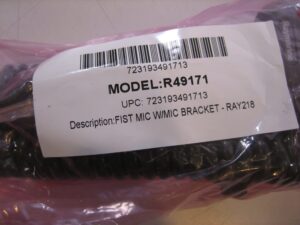 723193491713
MODEL:R49171
UPC: 723193491713
Description:FIST MIC W/MIC BRACKET - RAY218